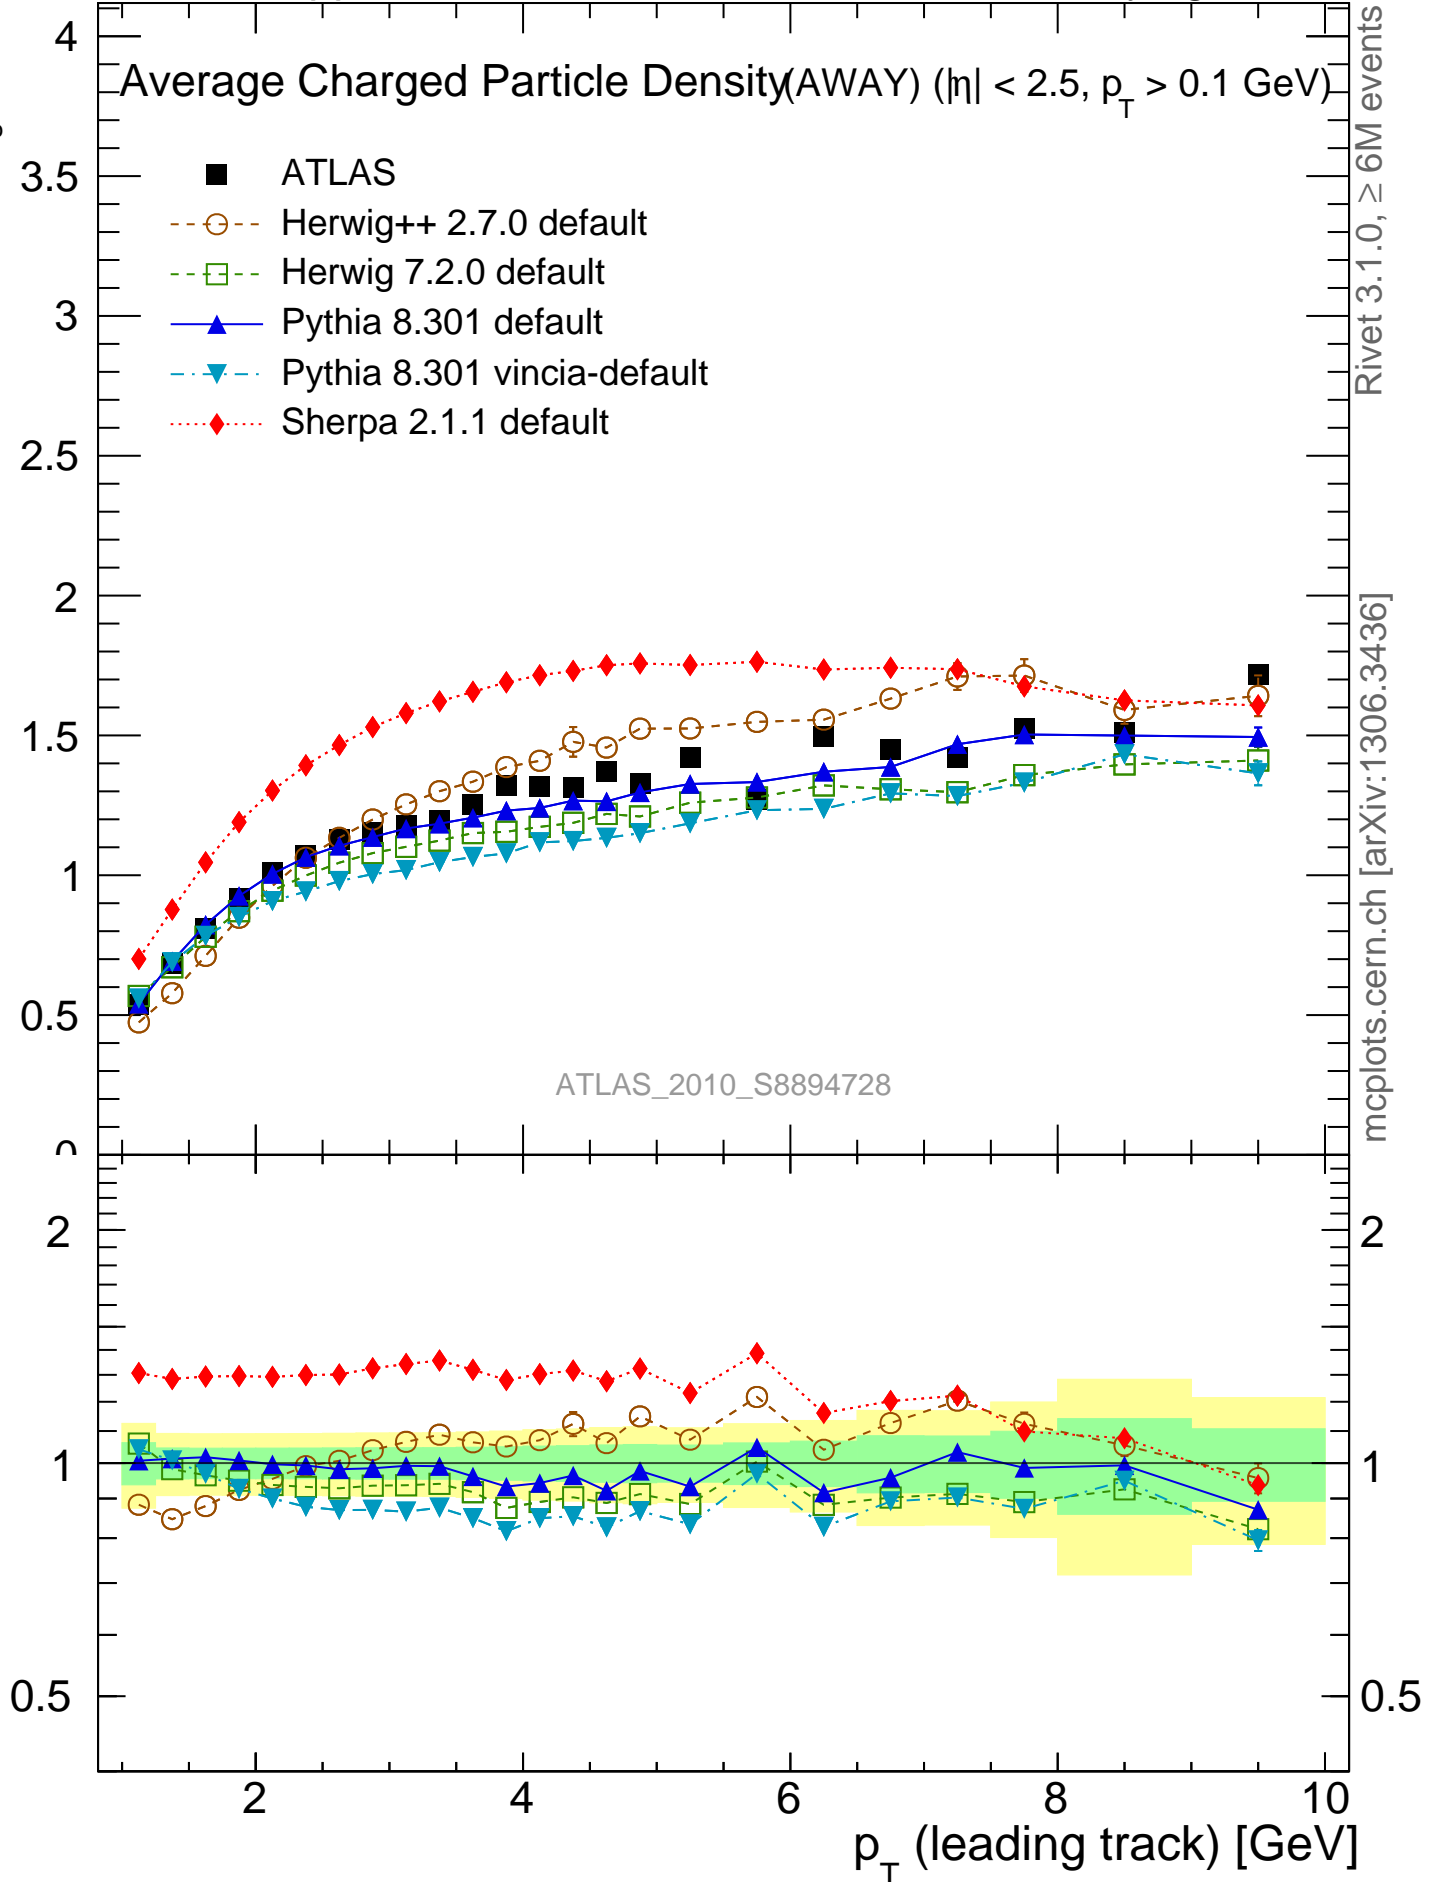 Average Charged Particle Density(AWAY) (|η| < 2.5, p_T > 0.1 GeV)
ATLAS
Herwig++ 2.7.0 default
Herwig 7.2.0 default
Pythia 8.301 default
Pythia 8.301 vincia-default
Sherpa 2.1.1 default
4
3.5
3
2.5
2
1.5
1
0.5
0
ATLAS_2010_S8894728
Rivet 3.1.0, ≥ 6M events
mcplots.cern.ch [arXiv:1306.3436]
2
1
0.5
2
1
0.5
2
4
6
8
10
p_T (leading track) [GeV]